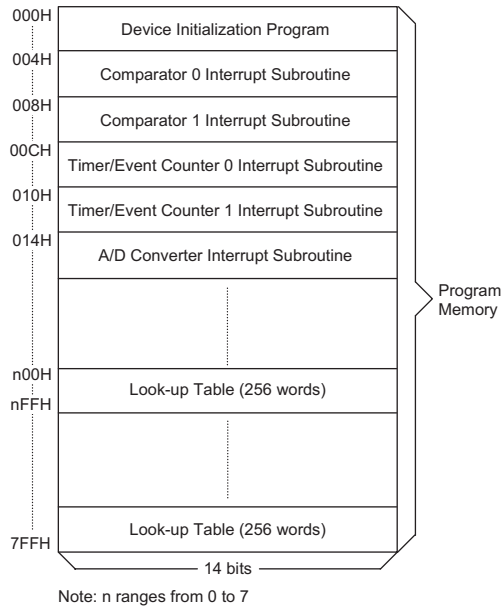 000H
Device Initialization Program
004H
Comparator 0 Interrupt Subroutine
008H
Comparator 1 Interrupt Subroutine
00CH
Timer/Event Counter 0 Interrupt Subroutine
010H
Timer/Event Counter 1 Interrupt Subroutine
014H
A/D Converter Interrupt Subroutine
Program
Memory
n00H
Look-up Table (256 words)
nFFH
Look-up Table (256 words)
7FFH
14 bits
Note: n ranges from 0 to 7